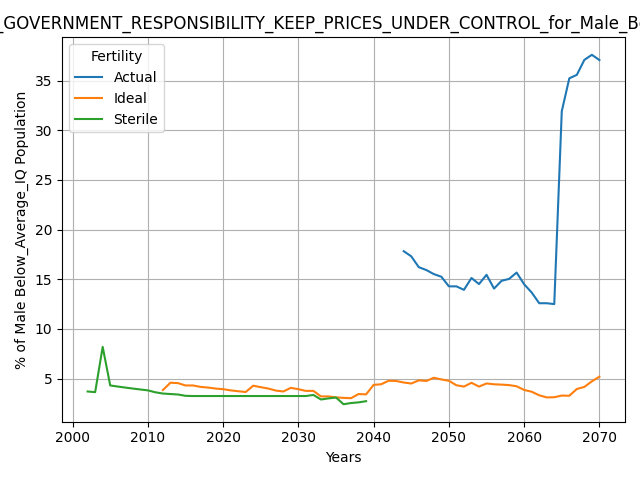 _GOVERNMENT_RESPONSIBILITY_KEEP_PRICES_UNDER_CONTROL_for_Male_Be
Fertility
Actual
Ideal
Sterile
% of Male Below_Average_IQ Population
35
30
25
20
15
10
5
2000 2010 2020 2030 2040 2050 2060 2070
Years